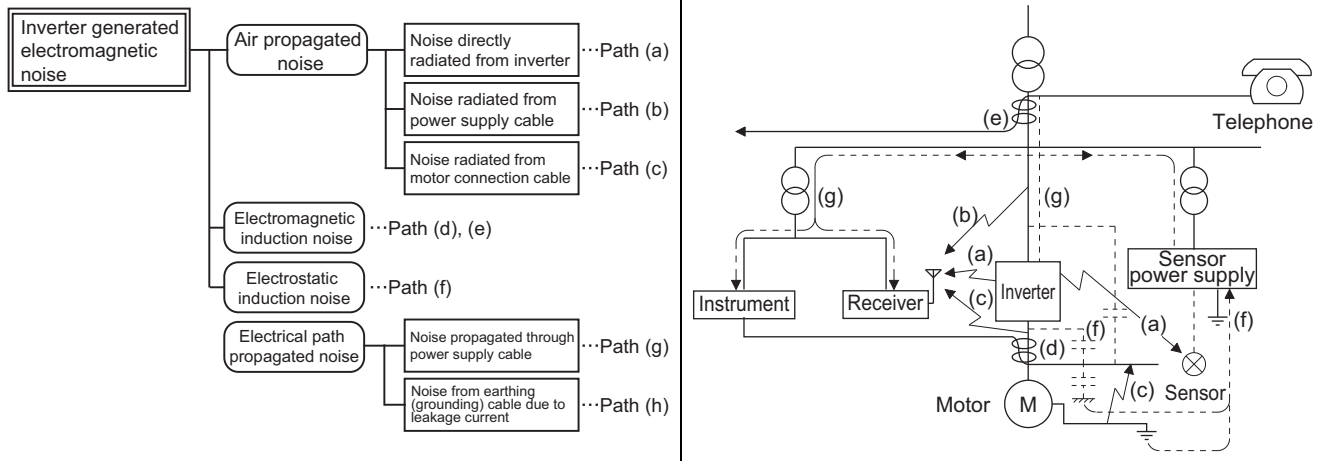 Inverter generated
electromagnetic
noise
Air propagated
noise
Noise directly
radiated from inverter
···Path (a)
Noise radiated from
power supply cable
···Path (b)
Noise radiated from
motor connection cable
···Path (c)
Electromagnetic
induction noise
···Path (d), (e)
Electrostatic
induction noise
···Path (f)
Electrical path
propagated noise
Noise propagated through
power supply cable
···Path (g)
Noise from earthing
(grounding) cable due to
leakage current
···Path (h)
Telephone
(e)
(g)
(g)
(b)
(a)
(c)
Instrument
Receiver
Inverter
Sensor
power supply
(f)
(a)
(f)
(d)
(c)
Sensor
Motor
M